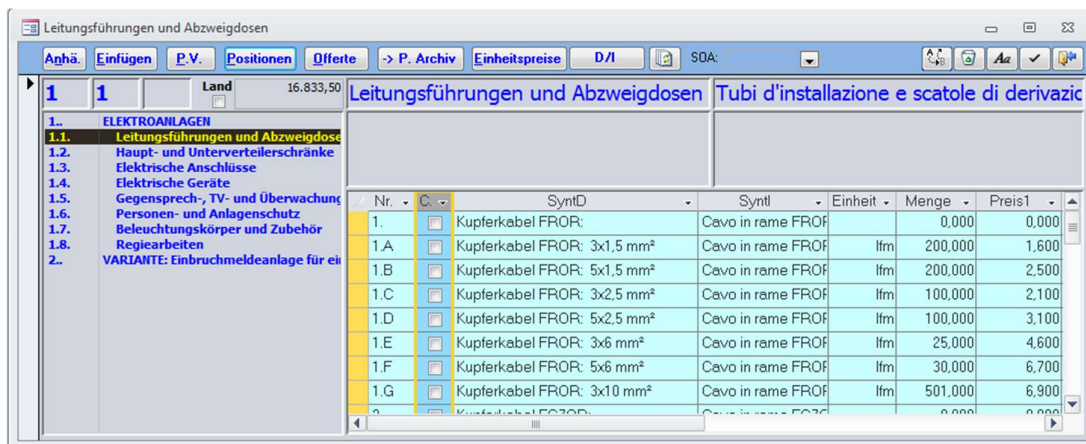 Leitungsführungen und Abzweigdosen
Anhä. Einfügen P.V. Positionen Offerte -> P. Archiv Einheitspreise D/I SOA: Aa
1 1 Land 16.833,50 Leitungsführungen und Abzweigdosen Tubi d'installazione e scatole di derivazic
1.. ELEKTROANLAGEN
1.1. Leitungsführungen und Abzweigdose
1.2. Haupt- und Unterverteilerschränke
1.3. Elektrische Anschlüsse
1.4. Elektrische Geräte
1.5. Gegensprech-, TV- und Überwachung
1.6. Personen- und Anlagenschutz
1.7. Beleuchtungskörper und Zubehör
1.8. Regiearbeiten
2.. VARIANTE: Einbruchmeldeanlage für ei
Nr. C. SyntD SyntI Einheit Menge Preis1
1. Kupferkabel FROR: Cavo in rame FROF 0,000 0,000
1.A Kupferkabel FROR: 3x1,5 mm² Cavo in rame FROF lfm 200,000 1,600
1.B Kupferkabel FROR: 5x1,5 mm² Cavo in rame FROF lfm 200,000 2,500
1.C Kupferkabel FROR: 3x2,5 mm² Cavo in rame FROF lfm 100,000 2,100
1.D Kupferkabel FROR: 5x2,5 mm² Cavo in rame FROF lfm 100,000 3,100
1.E Kupferkabel FROR: 3x6 mm² Cavo in rame FROF lfm 25,000 4,600
1.F Kupferkabel FROR: 5x6 mm² Cavo in rame FROF lfm 30,000 6,700
1.G Kupferkabel FROR: 3x10 mm² Cavo in rame FROF lfm 501,000 6,900